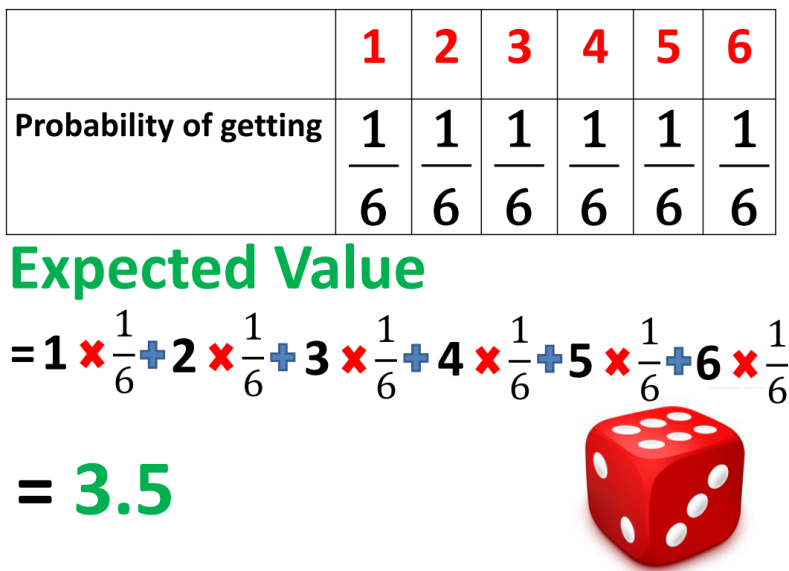 1 2 3 4 5 6
Probability of getting 1/6 1/6 1/6 1/6 1/6 1/6
Expected Value
= 1 × 1/6 + 2 × 1/6 + 3 × 1/6 + 4 × 1/6 + 5 × 1/6 + 6 × 1/6
= 3.5